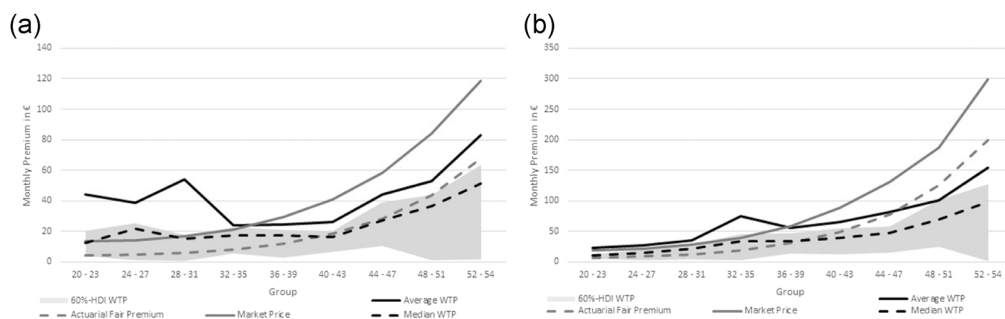 (a)
140
120
100
80
60
40
20
0
Monthly Premium in €
20 - 23 24 - 27 28 - 31 32 - 35 36 - 39 40 - 43 44 - 47 48 - 51 52 - 54
Group
60%-HDI WTP Average WTP
Actuarial Fair Premium Market Price Median WTP
(b)
350
300
250
200
150
100
50
0
Monthly Premium in €
20 - 23 24 - 27 28 - 31 32 - 35 36 - 39 40 - 43 44 - 47 48 - 51 52 - 54
Group
60%-HDI WTP Average WTP
Actuarial Fair Premium Market Price Median WTP